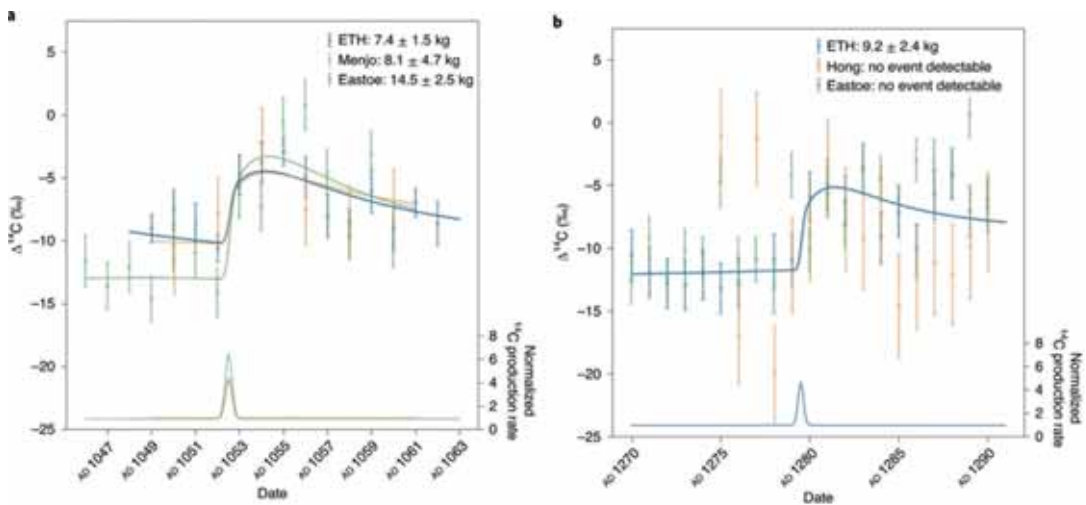 a
ETH: 7.4 ± 1.5 kg
Menjo: 8.1 ± 4.7 kg
Eastoe: 14.5 ± 2.5 kg
5
0
−5
−10
−15
−20
−25
Δ¹⁴C (‰)
8
6
4
2
0
Normalized
¹⁴C production rate
AD 1047
AD 1049
AD 1051
AD 1053
AD 1055
AD 1057
AD 1059
AD 1061
AD 1063
Date
b
ETH: 9.2 ± 2.4 kg
Hong: no event detectable
Eastoe: no event detectable
5
0
−5
−10
−15
−20
−25
Δ¹⁴C (‰)
8
6
4
2
0
Normalized
¹⁴C production rate
AD 1270
AD 1275
AD 1280
AD 1285
AD 1290
Date